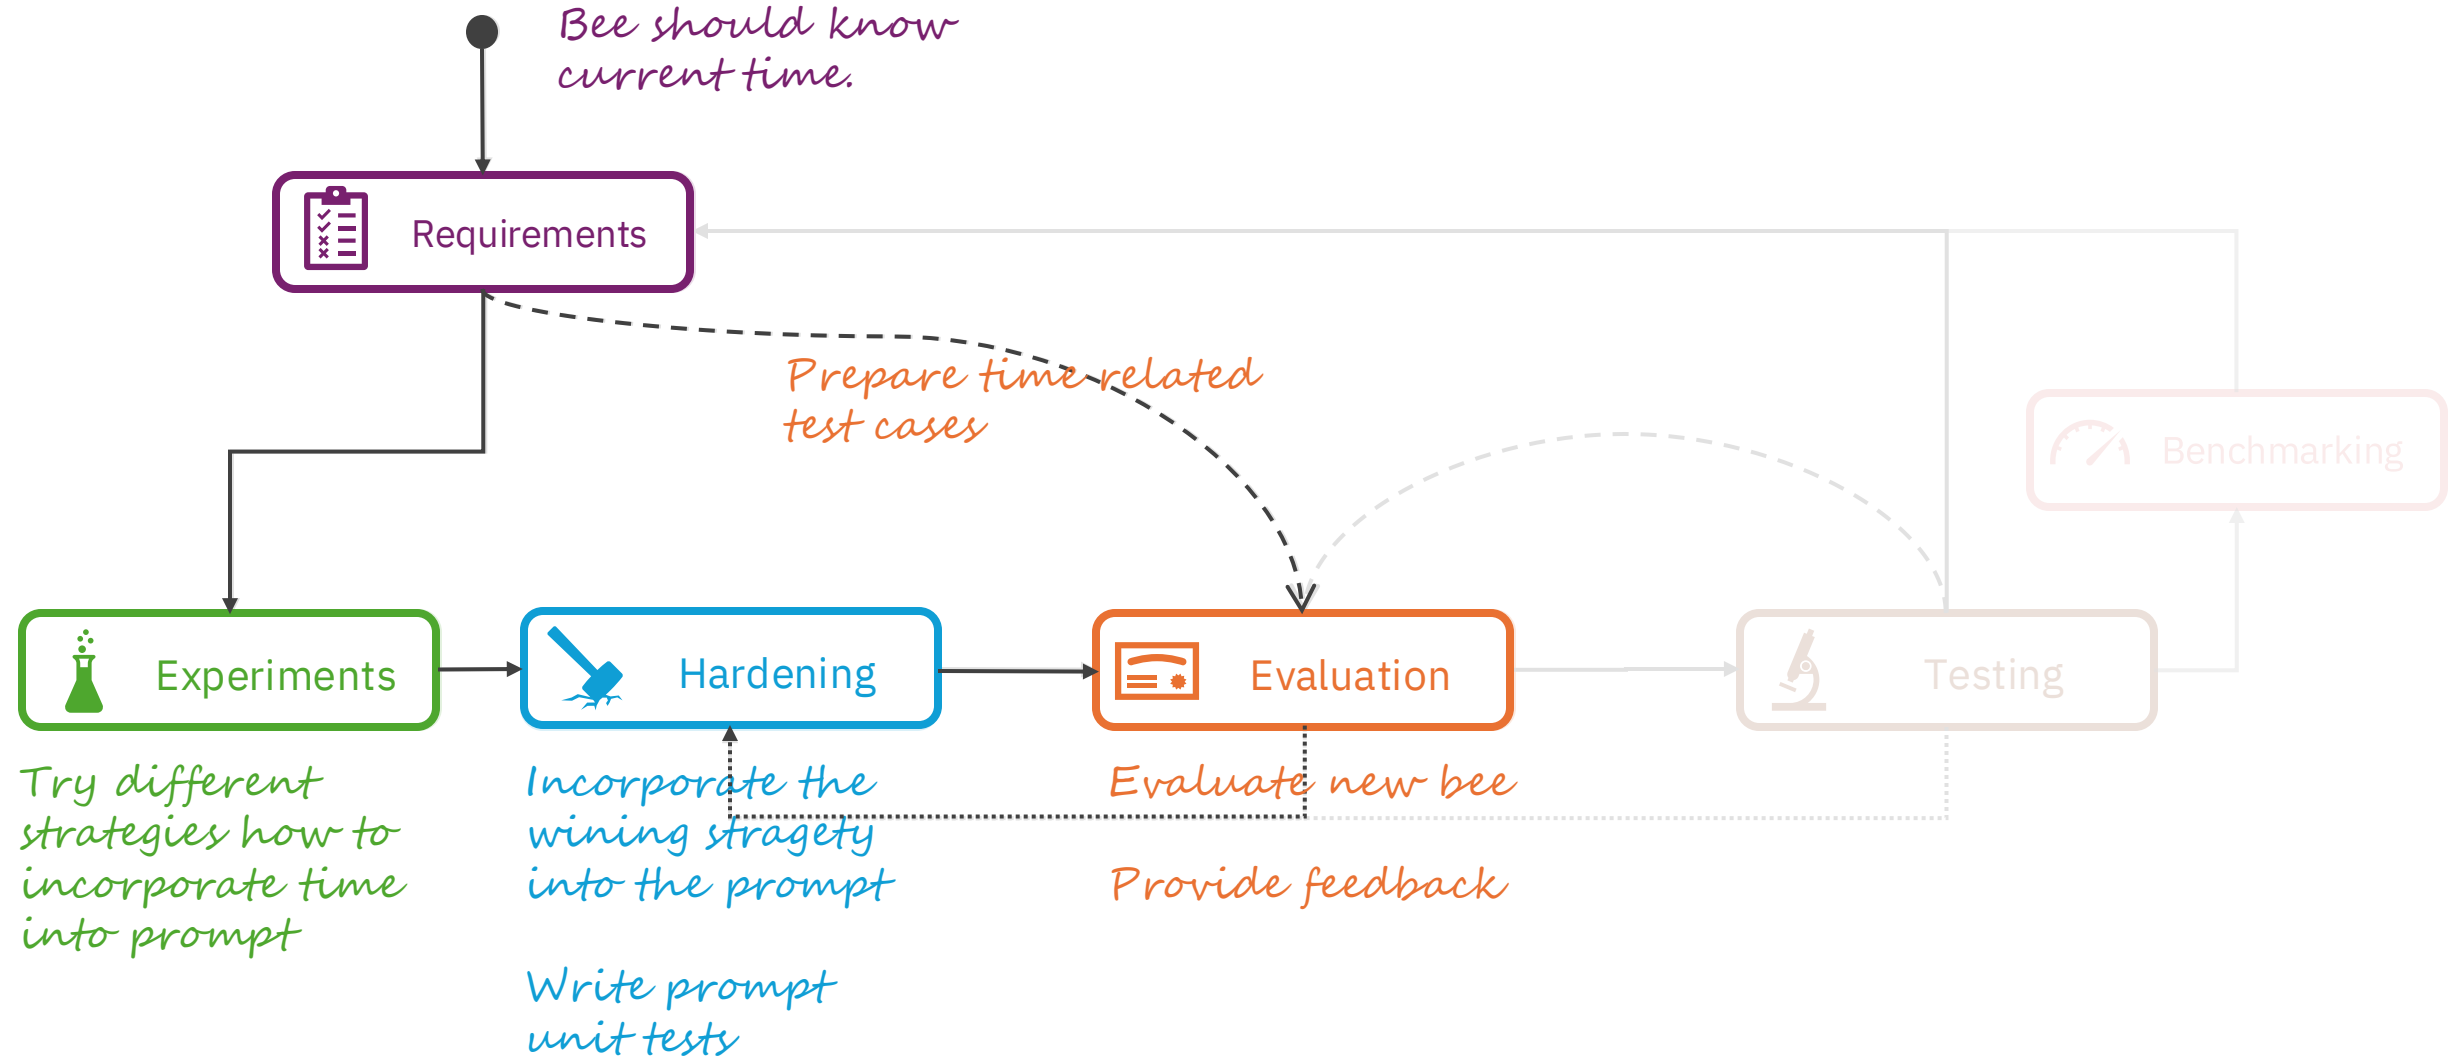 Bee should know
current time.
Requirements
Prepare time related
test cases
Benchmarking
Experiments
Hardening
Evaluation
Testing
Try different
strategies how to
incorporate time
into prompt
Incorporate the
wining stragety
into the prompt
Write prompt
unit tests
Evaluate new bee
Provide feedback